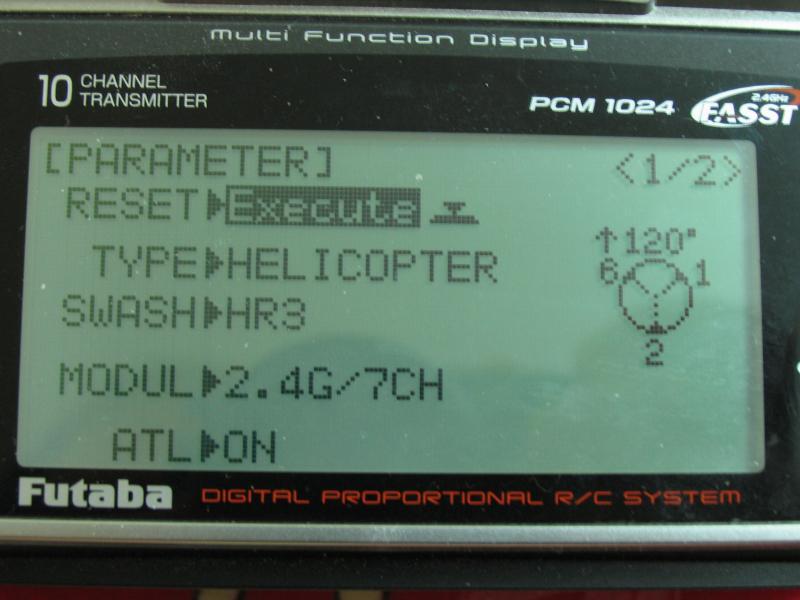 Multi Function Display
10 CHANNEL TRANSMITTER
PCM 1024
2.4GHz
FASST
[PARAMETER]
<1/2>
RESET▶Execute
TYPE▶HELICOPTER
↑120°
6 1
SWASH▶HR3
2
MODUL▶2.4G/7CH
ATL▶ON
Futaba DIGITAL PROPORTIONAL R/C SYSTEM